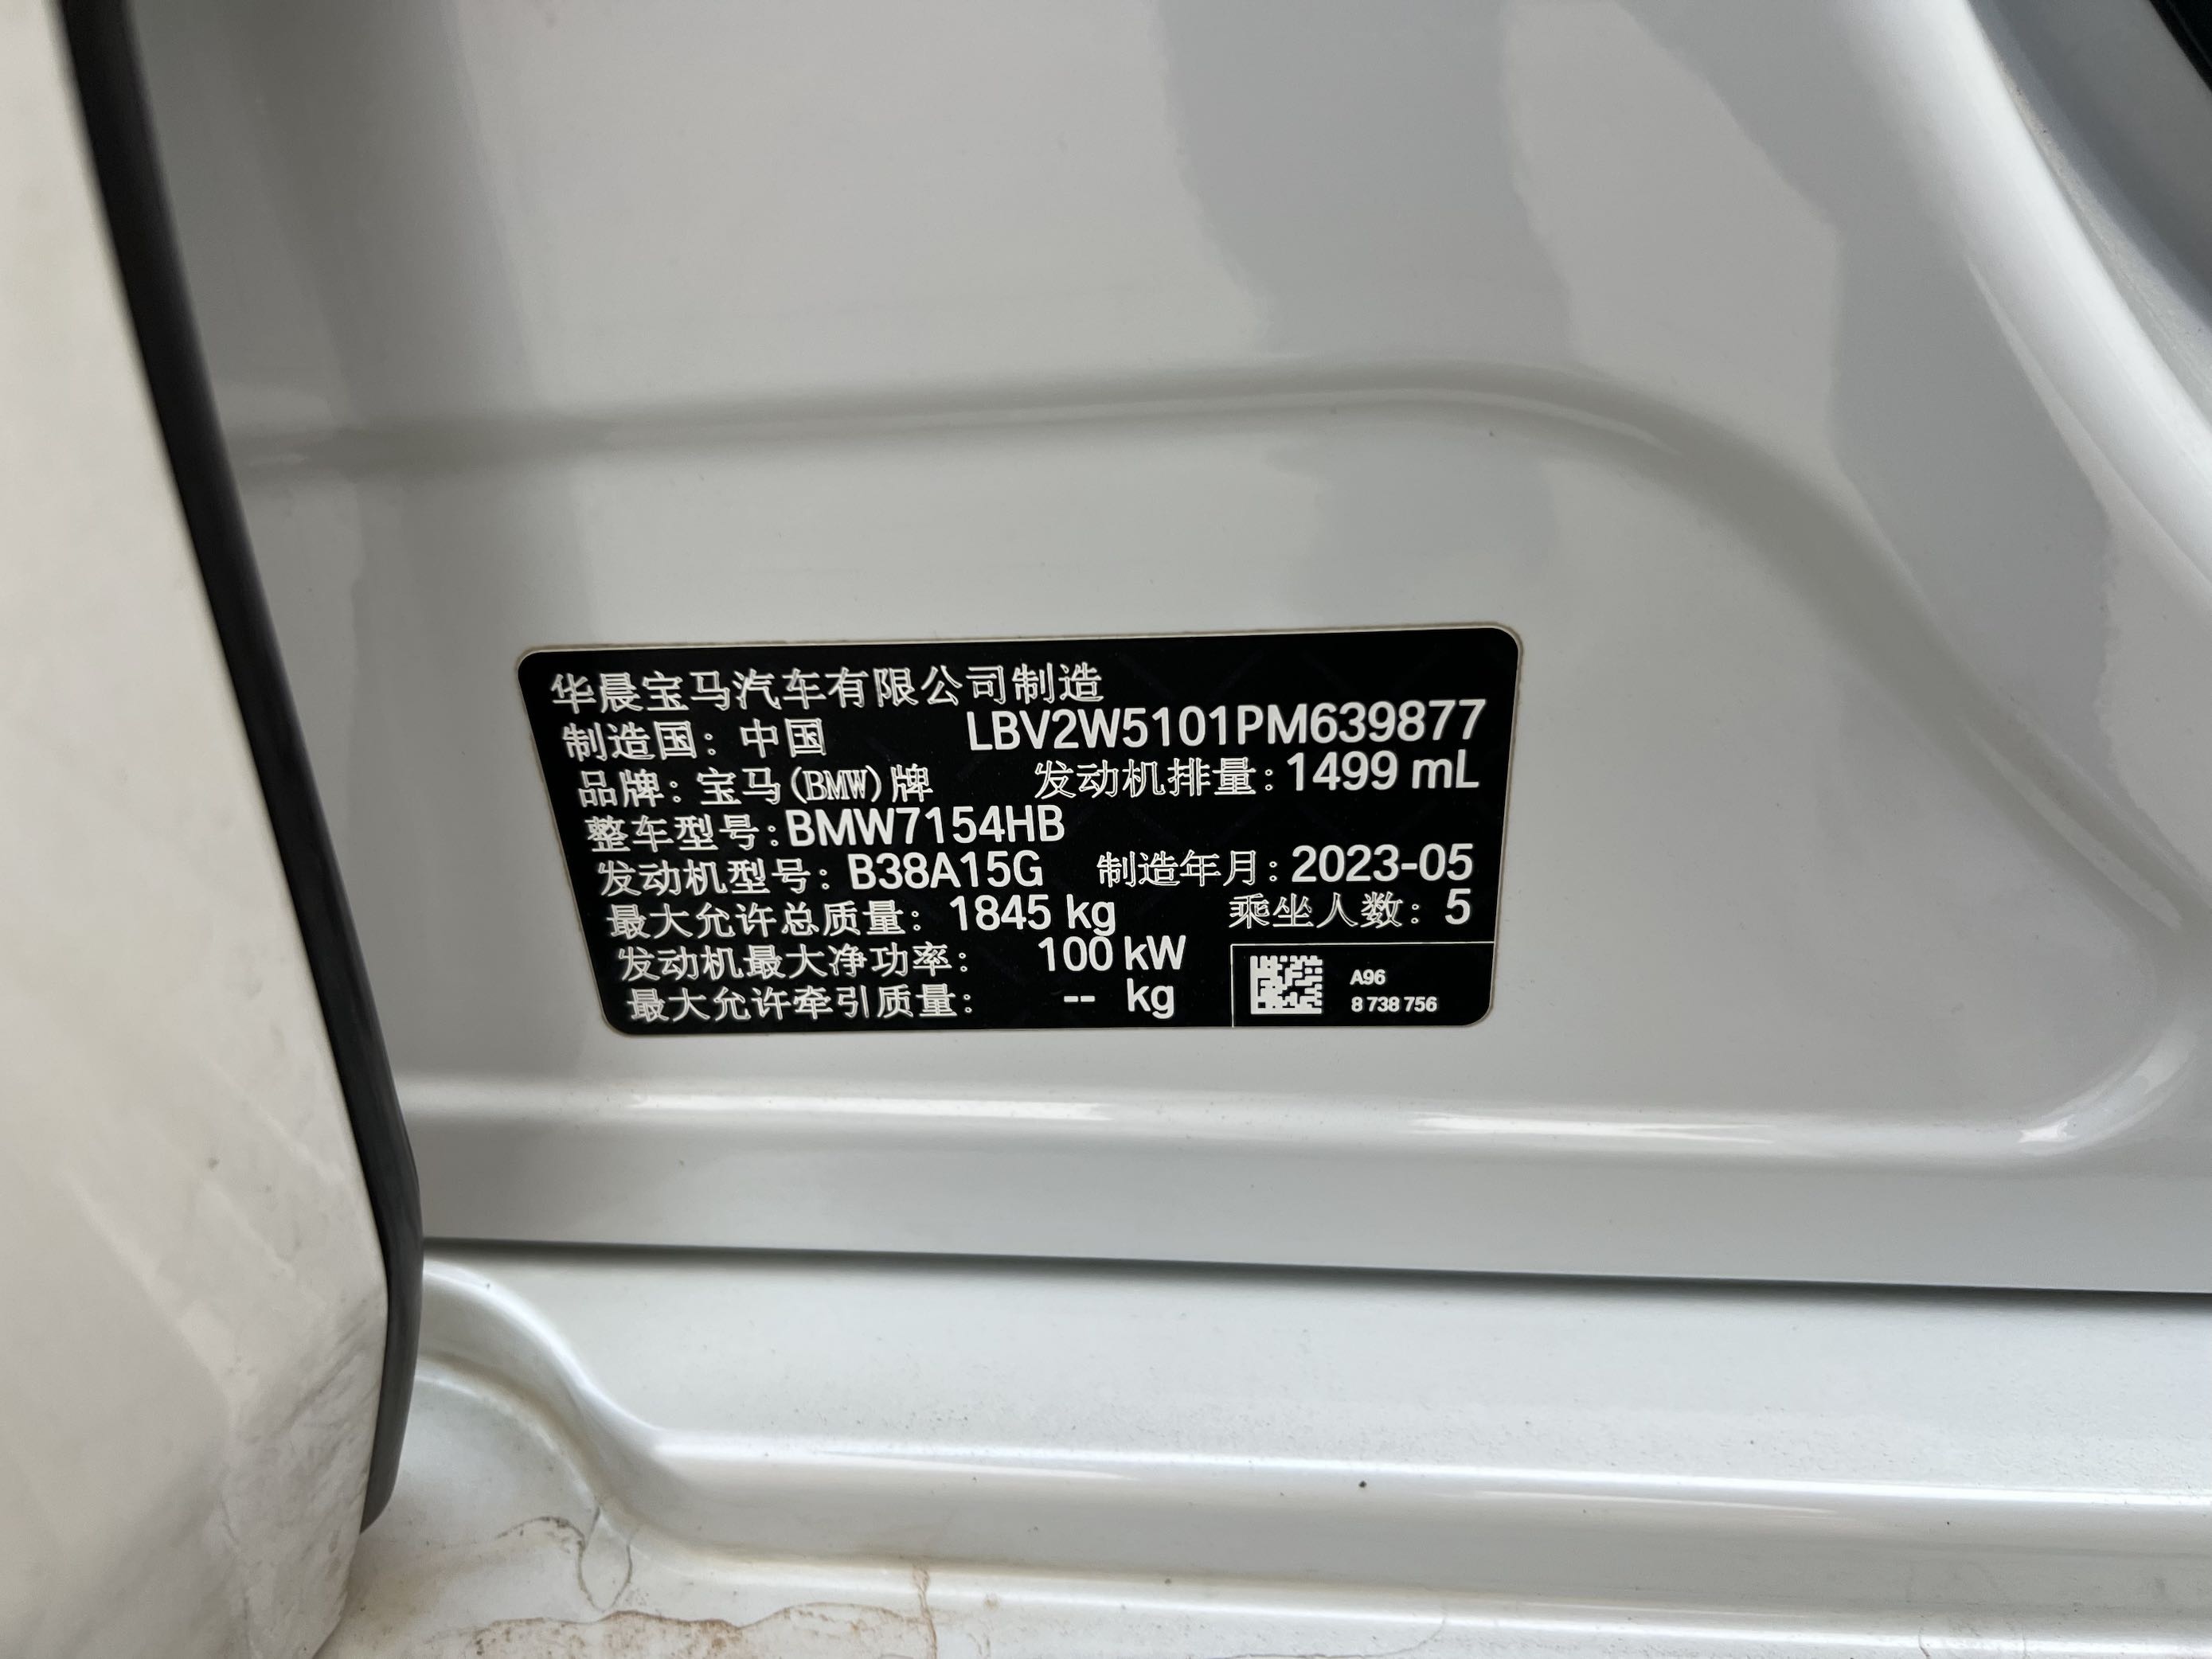 华晨宝马汽车有限公司制造
制造国：中国 LBV2W5101PM639877
品牌：宝马(BMW)牌 发动机排量：1499 mL
整车型号：BMW7154HB
发动机型号：B38A15G 制造年月：2023-05
最大允许总质量：1845 kg 乘坐人数：5
发动机最大净功率：100 kW
最大允许牵引质量：-- kg
A96
8 738 756